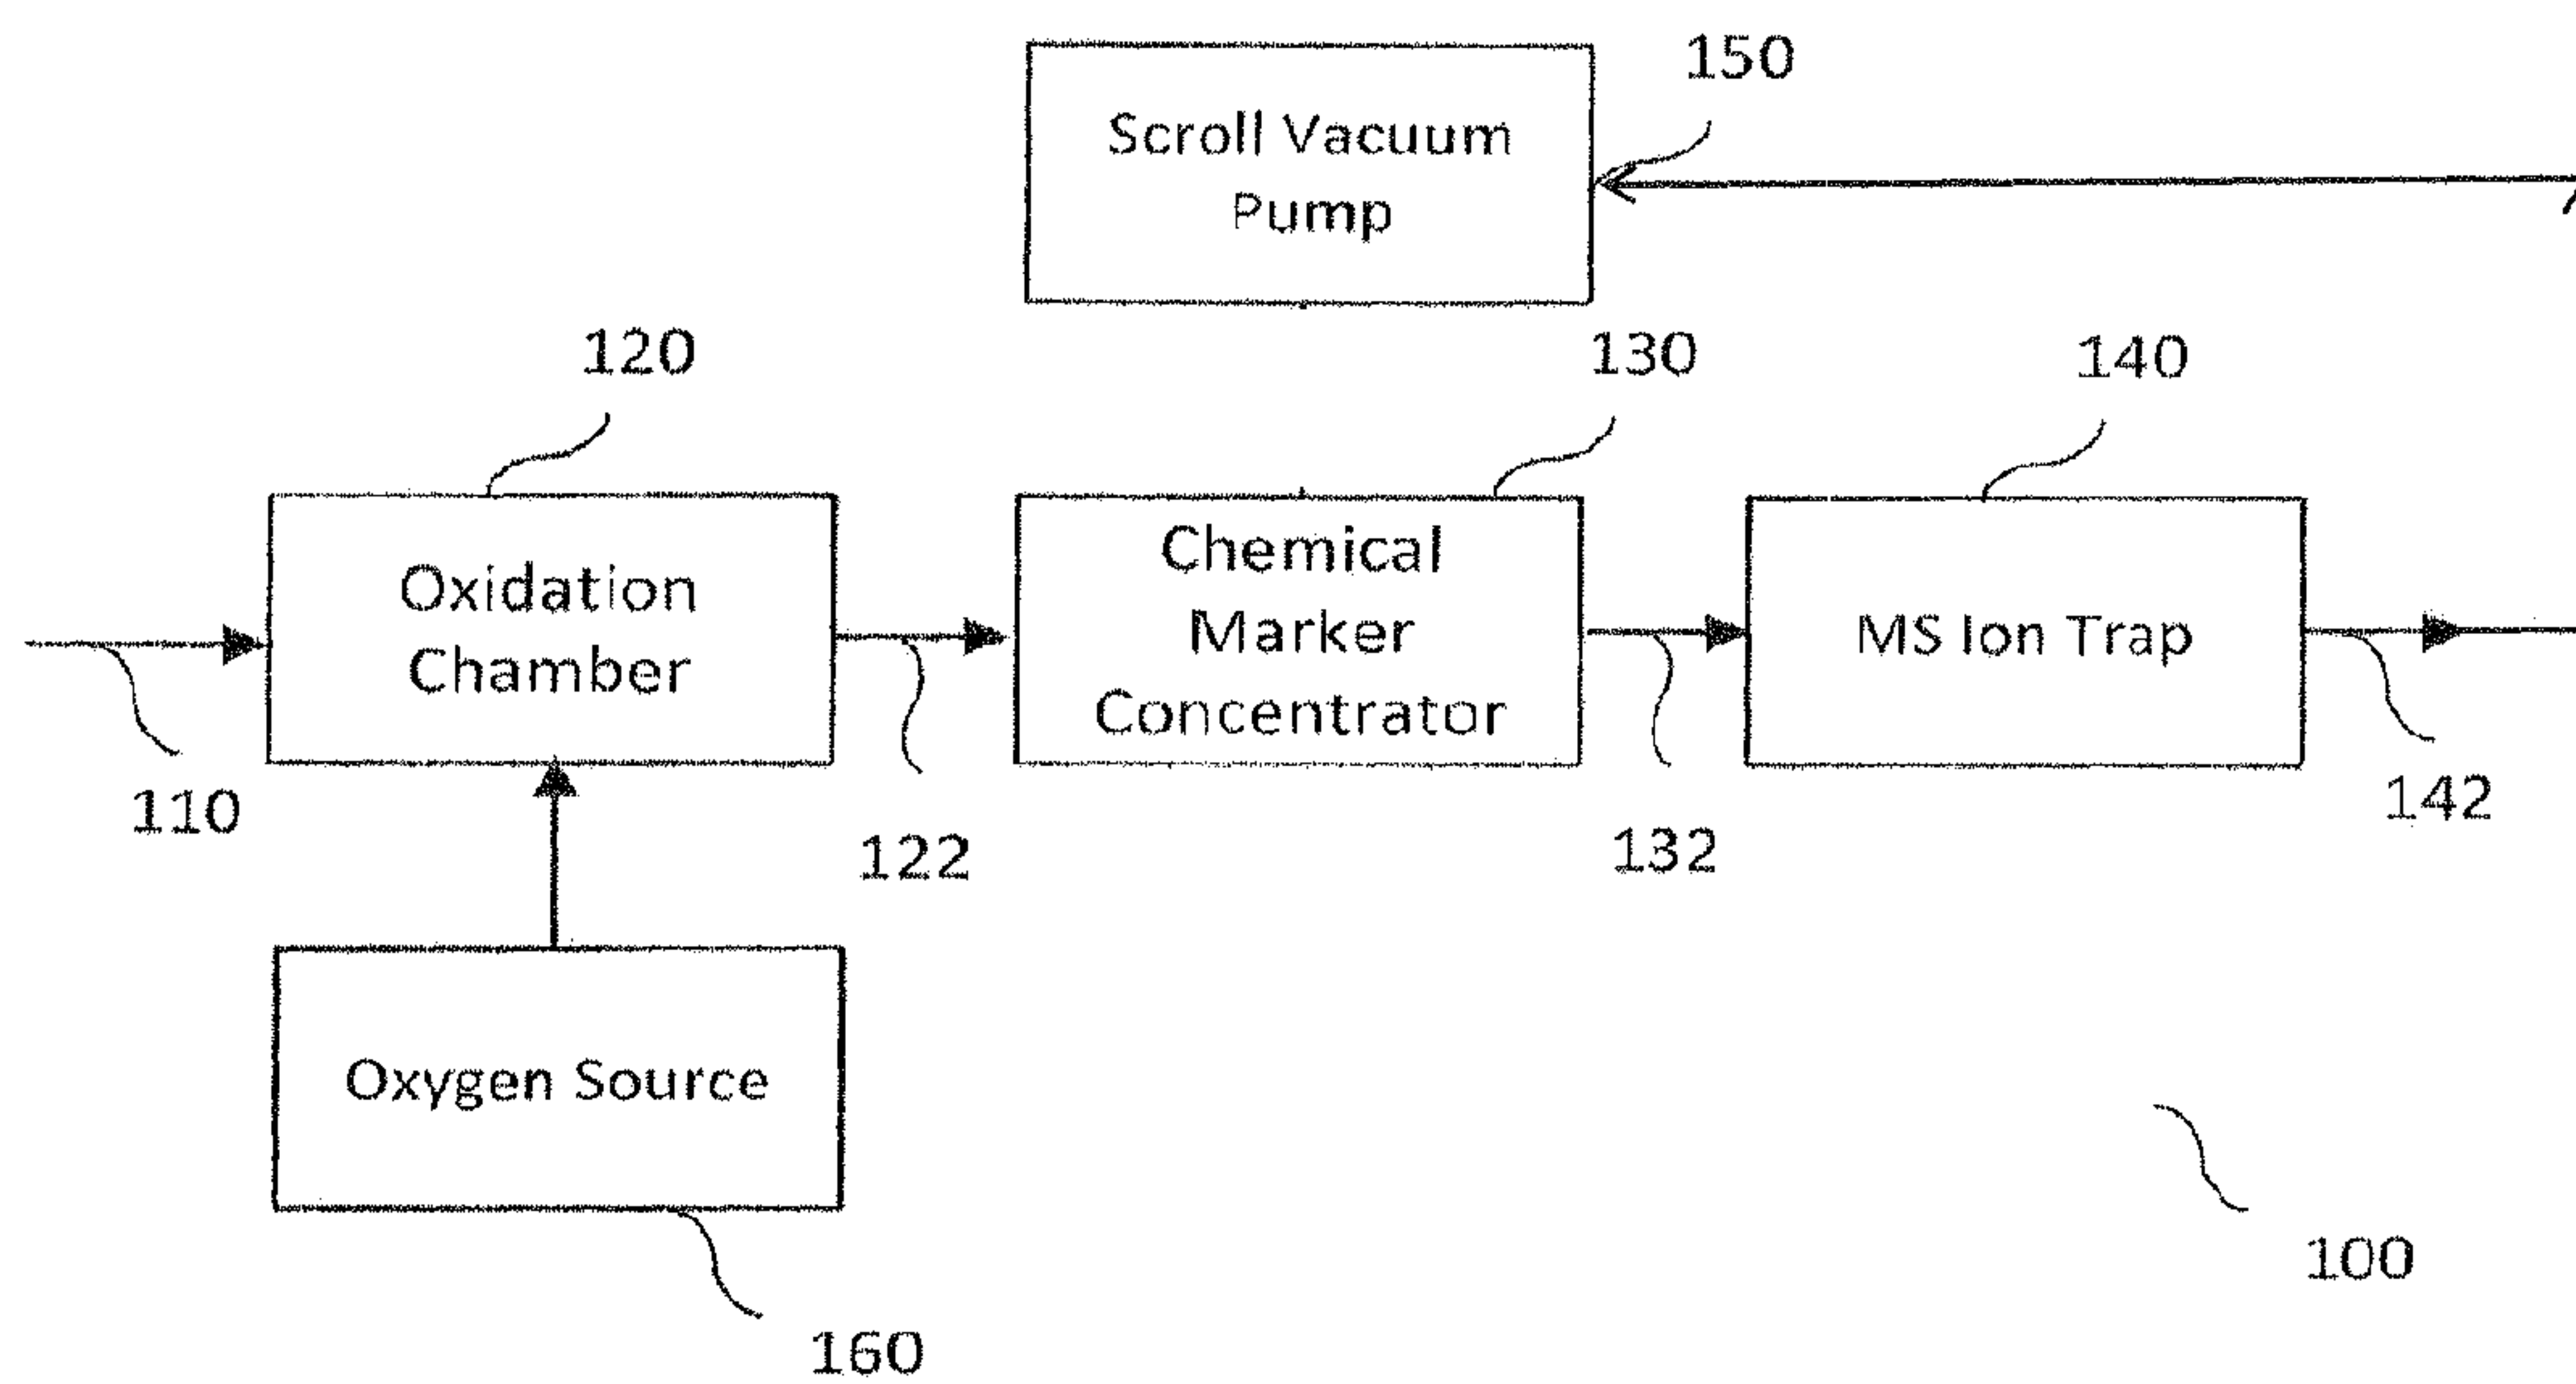 150
Scroll Vacuum
Pump
120
130
140
Oxidation
Chamber
Chemical
Marker
Concentrator
MS Ion Trap
110
122
132
142
Oxygen Source
100
160